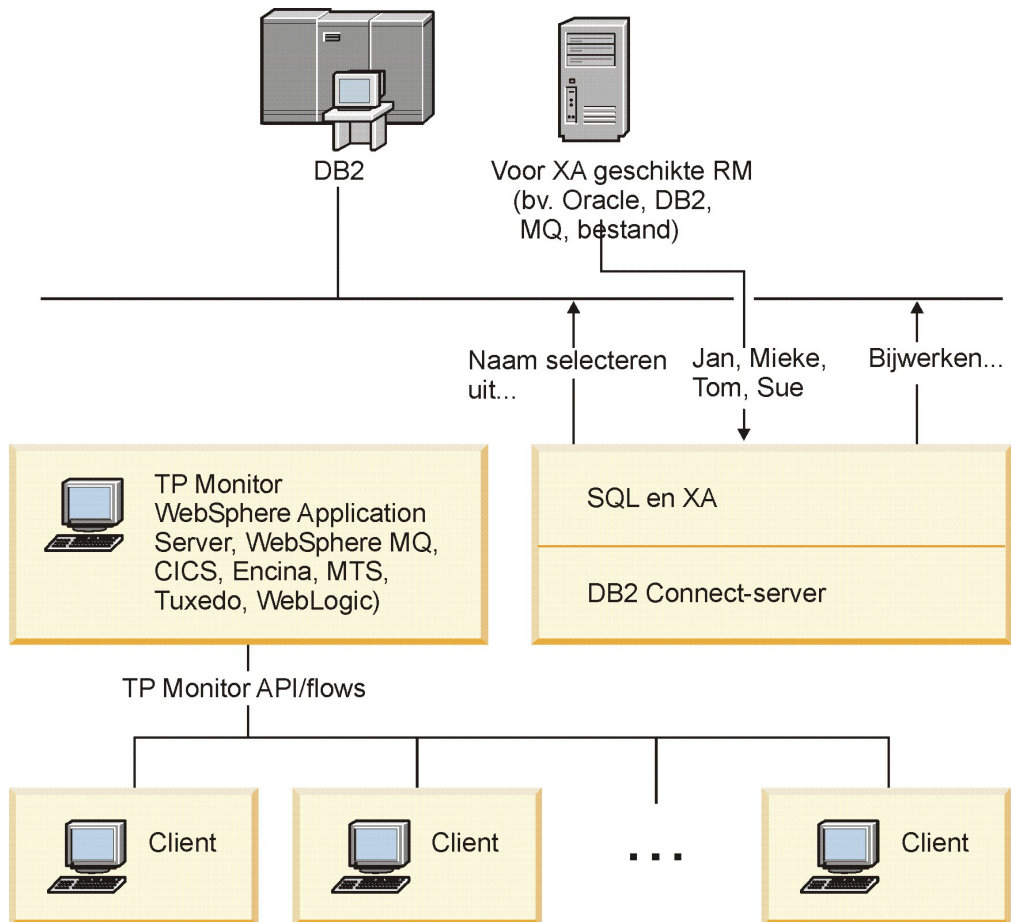 DB2
Voor XA geschikte RM
(bv. Oracle, DB2,
MQ, bestand)
Naam selecteren
uit...
Jan, Mieke,
Tom, Sue
Bijwerken...
TP Monitor
WebSphere Application
Server, WebSphere MQ,
CICS, Encina, MTS,
Tuxedo, WebLogic)
SQL en XA
DB2 Connect-server
TP Monitor API/flows
Client
Client
...
Client